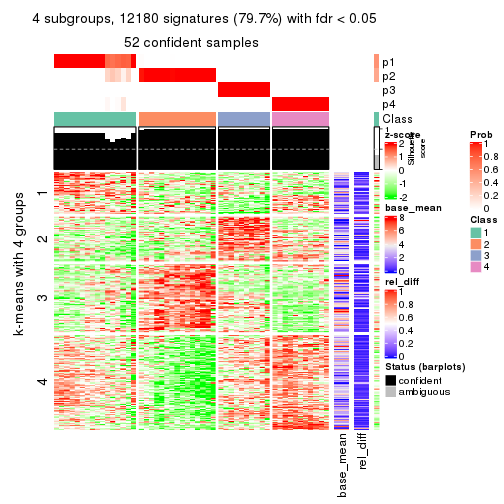 4 subgroups, 12180 signatures (79.7%) with fdr < 0.05
52 confident samples
p1
p2
p3
p4
Class
1
Silhouette
score
k-means with 4 groups
1
2
3
4
base_mean
rel_diff
z-score
2
1
0
-1
-2
base_mean
8
6
4
2
0
rel_diff
1
0.8
0.6
0.4
0.2
0
Status (barplots)
confident
ambiguous
Prob
1
0.8
0.6
0.4
0.2
0
Class
1
2
3
4